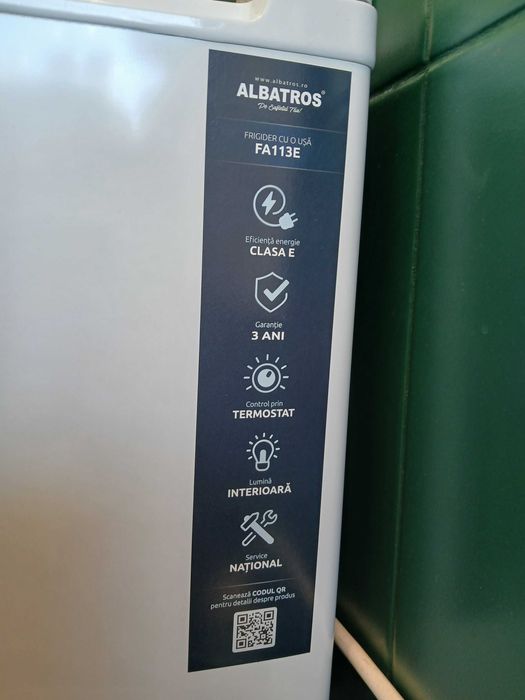 www.albatros.ro
ALBATROS®
De Sufletul Tău!
FRIGIDER CU O UȘĂ
FA113E
Eficiență energie
CLASA E
Garanție
3 ANI
Control prin
TERMOSTAT
Lumină
INTERIOARĂ
Service
NAȚIONAL
Scanează CODUL QR
pentru detalii despre produs